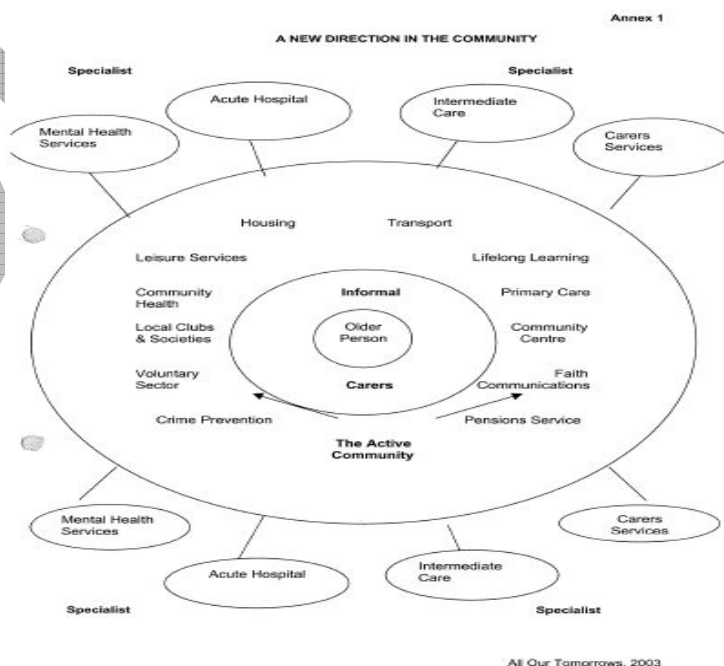 Annex 1
A NEW DIRECTION IN THE COMMUNITY
Specialist
Specialist
Acute Hospital
Intermediate
Care
Mental Health
Services
Carers
Services
Housing
Transport
Leisure Services
Lifelong Learning
Community
Health
Informal
Primary Care
Local Clubs
& Societies
Older
Person
Community
Centre
Voluntary
Sector
Carers
Faith
Communications
Crime Prevention
Pensions Service
The Active
Community
Mental Health
Services
Carers
Services
Acute Hospital
Intermediate
Care
Specialist
Specialist
All Our Tomorrows, 2003